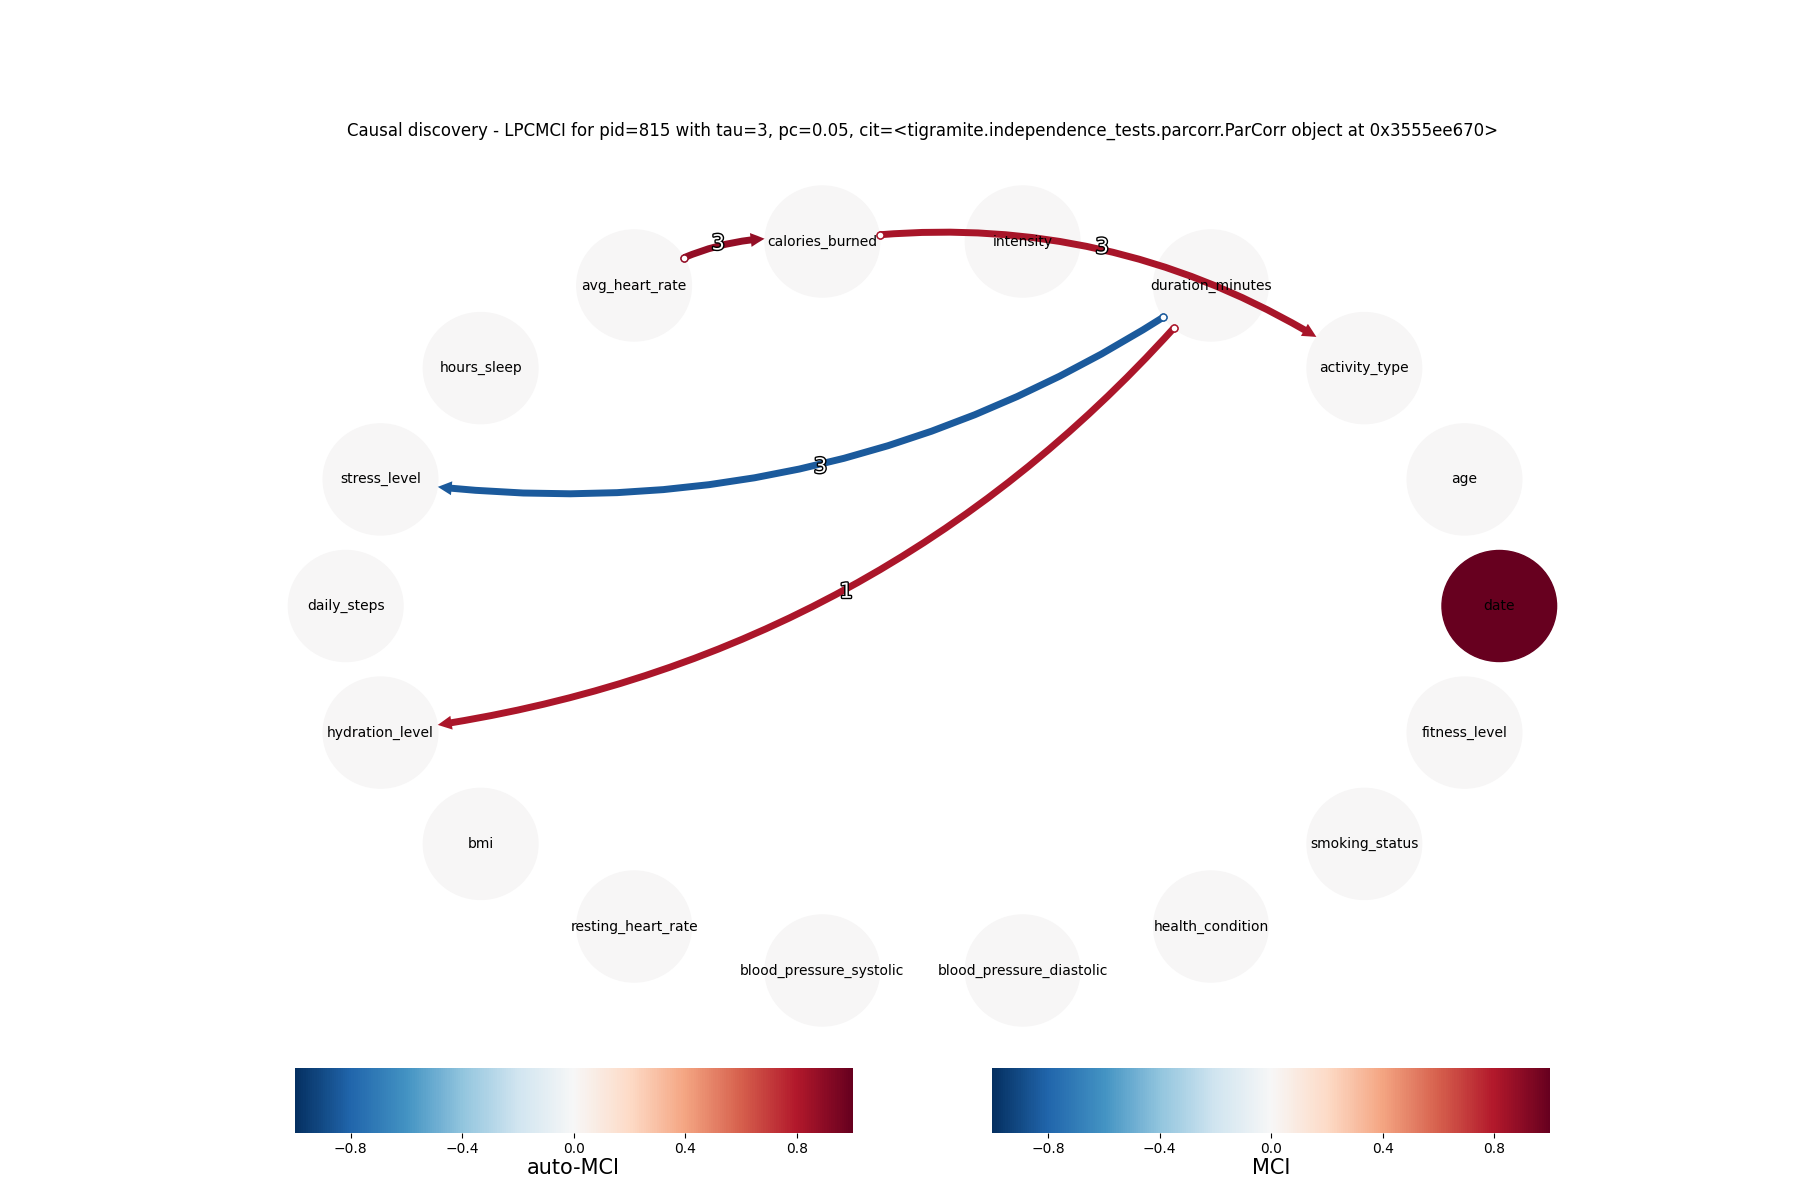 Causal discovery - LPCMCI for pid=815 with tau=3, pc=0.05, cit=<tigramite.independence_tests.parcorr.ParCorr object at 0x3555ee670>
calories_burned
intensity
3
3
avg_heart_rate
duration_minutes
hours_sleep
activity_type
3
stress_level
age
1
daily_steps
date
hydration_level
fitness_level
bmi
smoking_status
resting_heart_rate
health_condition
blood_pressure_systolic
blood_pressure_diastolic
−0.8 −0.4 0.0 0.4 0.8
auto-MCI
−0.8 −0.4 0.0 0.4 0.8
MCI